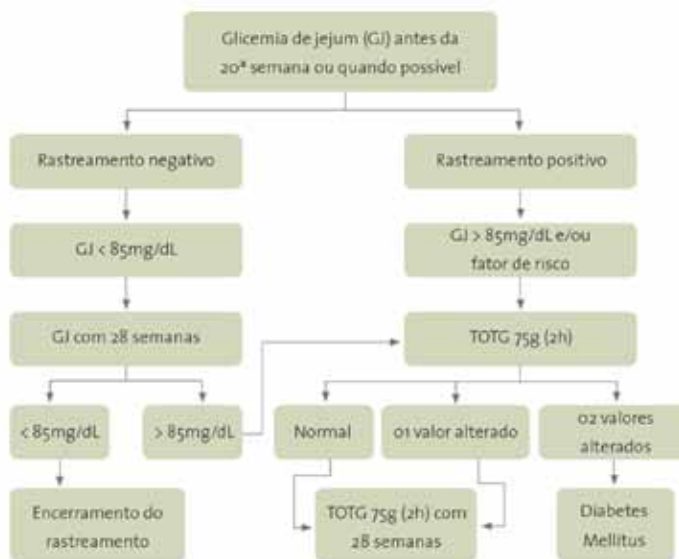 Glicemia de jejum (GJ) antes da
20ª semana ou quando possível
Rastreamento negativo
Rastreamento positivo
GJ < 85mg/dL
GJ > 85mg/dL e/ou
fator de risco
GJ com 28 semanas
TOTG 75g (2h)
< 85mg/dL
> 85mg/dL
Normal
01 valor alterado
02 valores
alterados
Encerramento do
rastreamento
TOTG 75g (2h) com
28 semanas
Diabetes
Mellitus